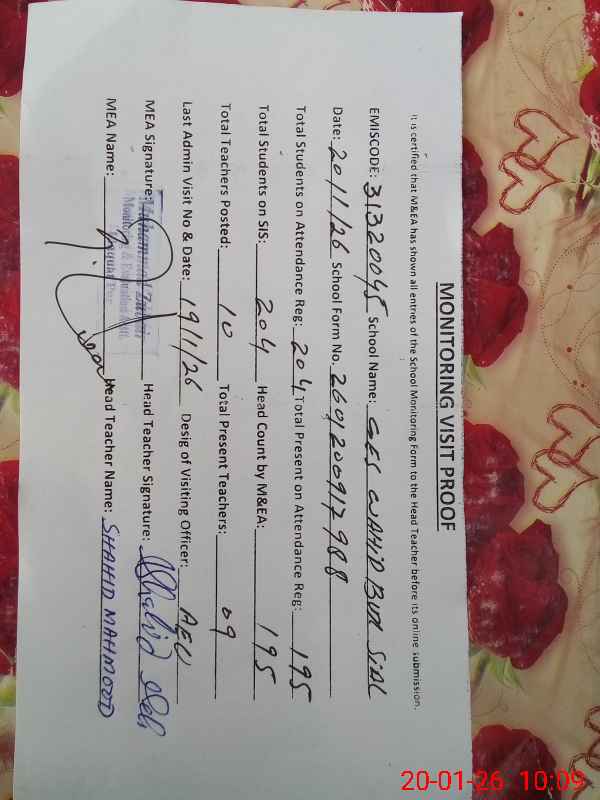 MONITORING VISIT PROOF
It is certified that M&EA has shown all entries of the School Monitoring Form to the Head Teacher before its online submission.
EMISCODE: 31320045 School Name: GES WAHID BUX SIAL
Date: 20/1/26 School Form No. 2601200917988
Total Students on Attendance Reg: 204 Total Present on Attendance Reg: 195
Total Students on SIS: 204 Head Count by M&EA: 195
Total Teachers Posted: 10 Total Present Teachers: 09
Last Admin Visit No & Date: 19/1/26 Desig of Visiting Officer: AEO
MEA Signature: Head Teacher Signature: Shahid
MEA Name: Head Teacher Name: SHAHID MAHMOOD
Muhammad
Monitoring & Evaluation
20-01-26 10:09